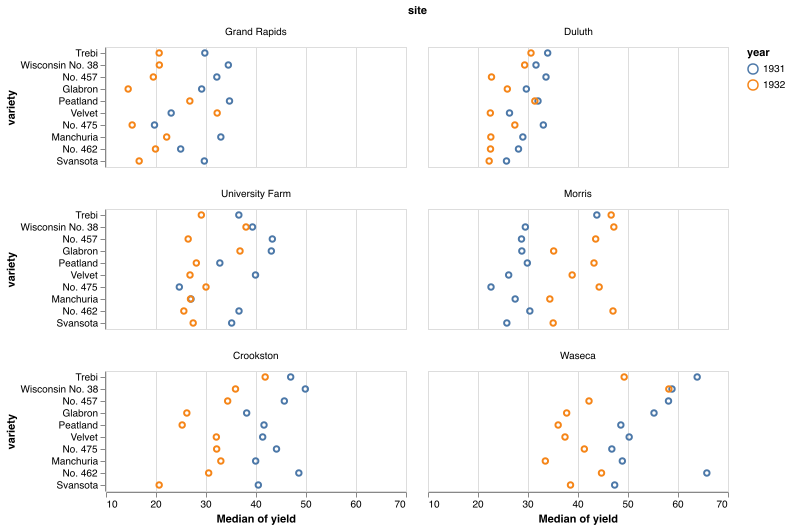 site
Grand Rapids
Duluth
year
1931
1932
variety
Trebi
Wisconsin No. 38
No. 457
Glabron
Peatland
Velvet
No. 475
Manchuria
No. 462
Svansota
University Farm
Morris
variety
Trebi
Wisconsin No. 38
No. 457
Glabron
Peatland
Velvet
No. 475
Manchuria
No. 462
Svansota
Crookston
Waseca
variety
Trebi
Wisconsin No. 38
No. 457
Glabron
Peatland
Velvet
No. 475
Manchuria
No. 462
Svansota
10 20 30 40 50 60 70
10 20 30 40 50 60 70
Median of yield
Median of yield